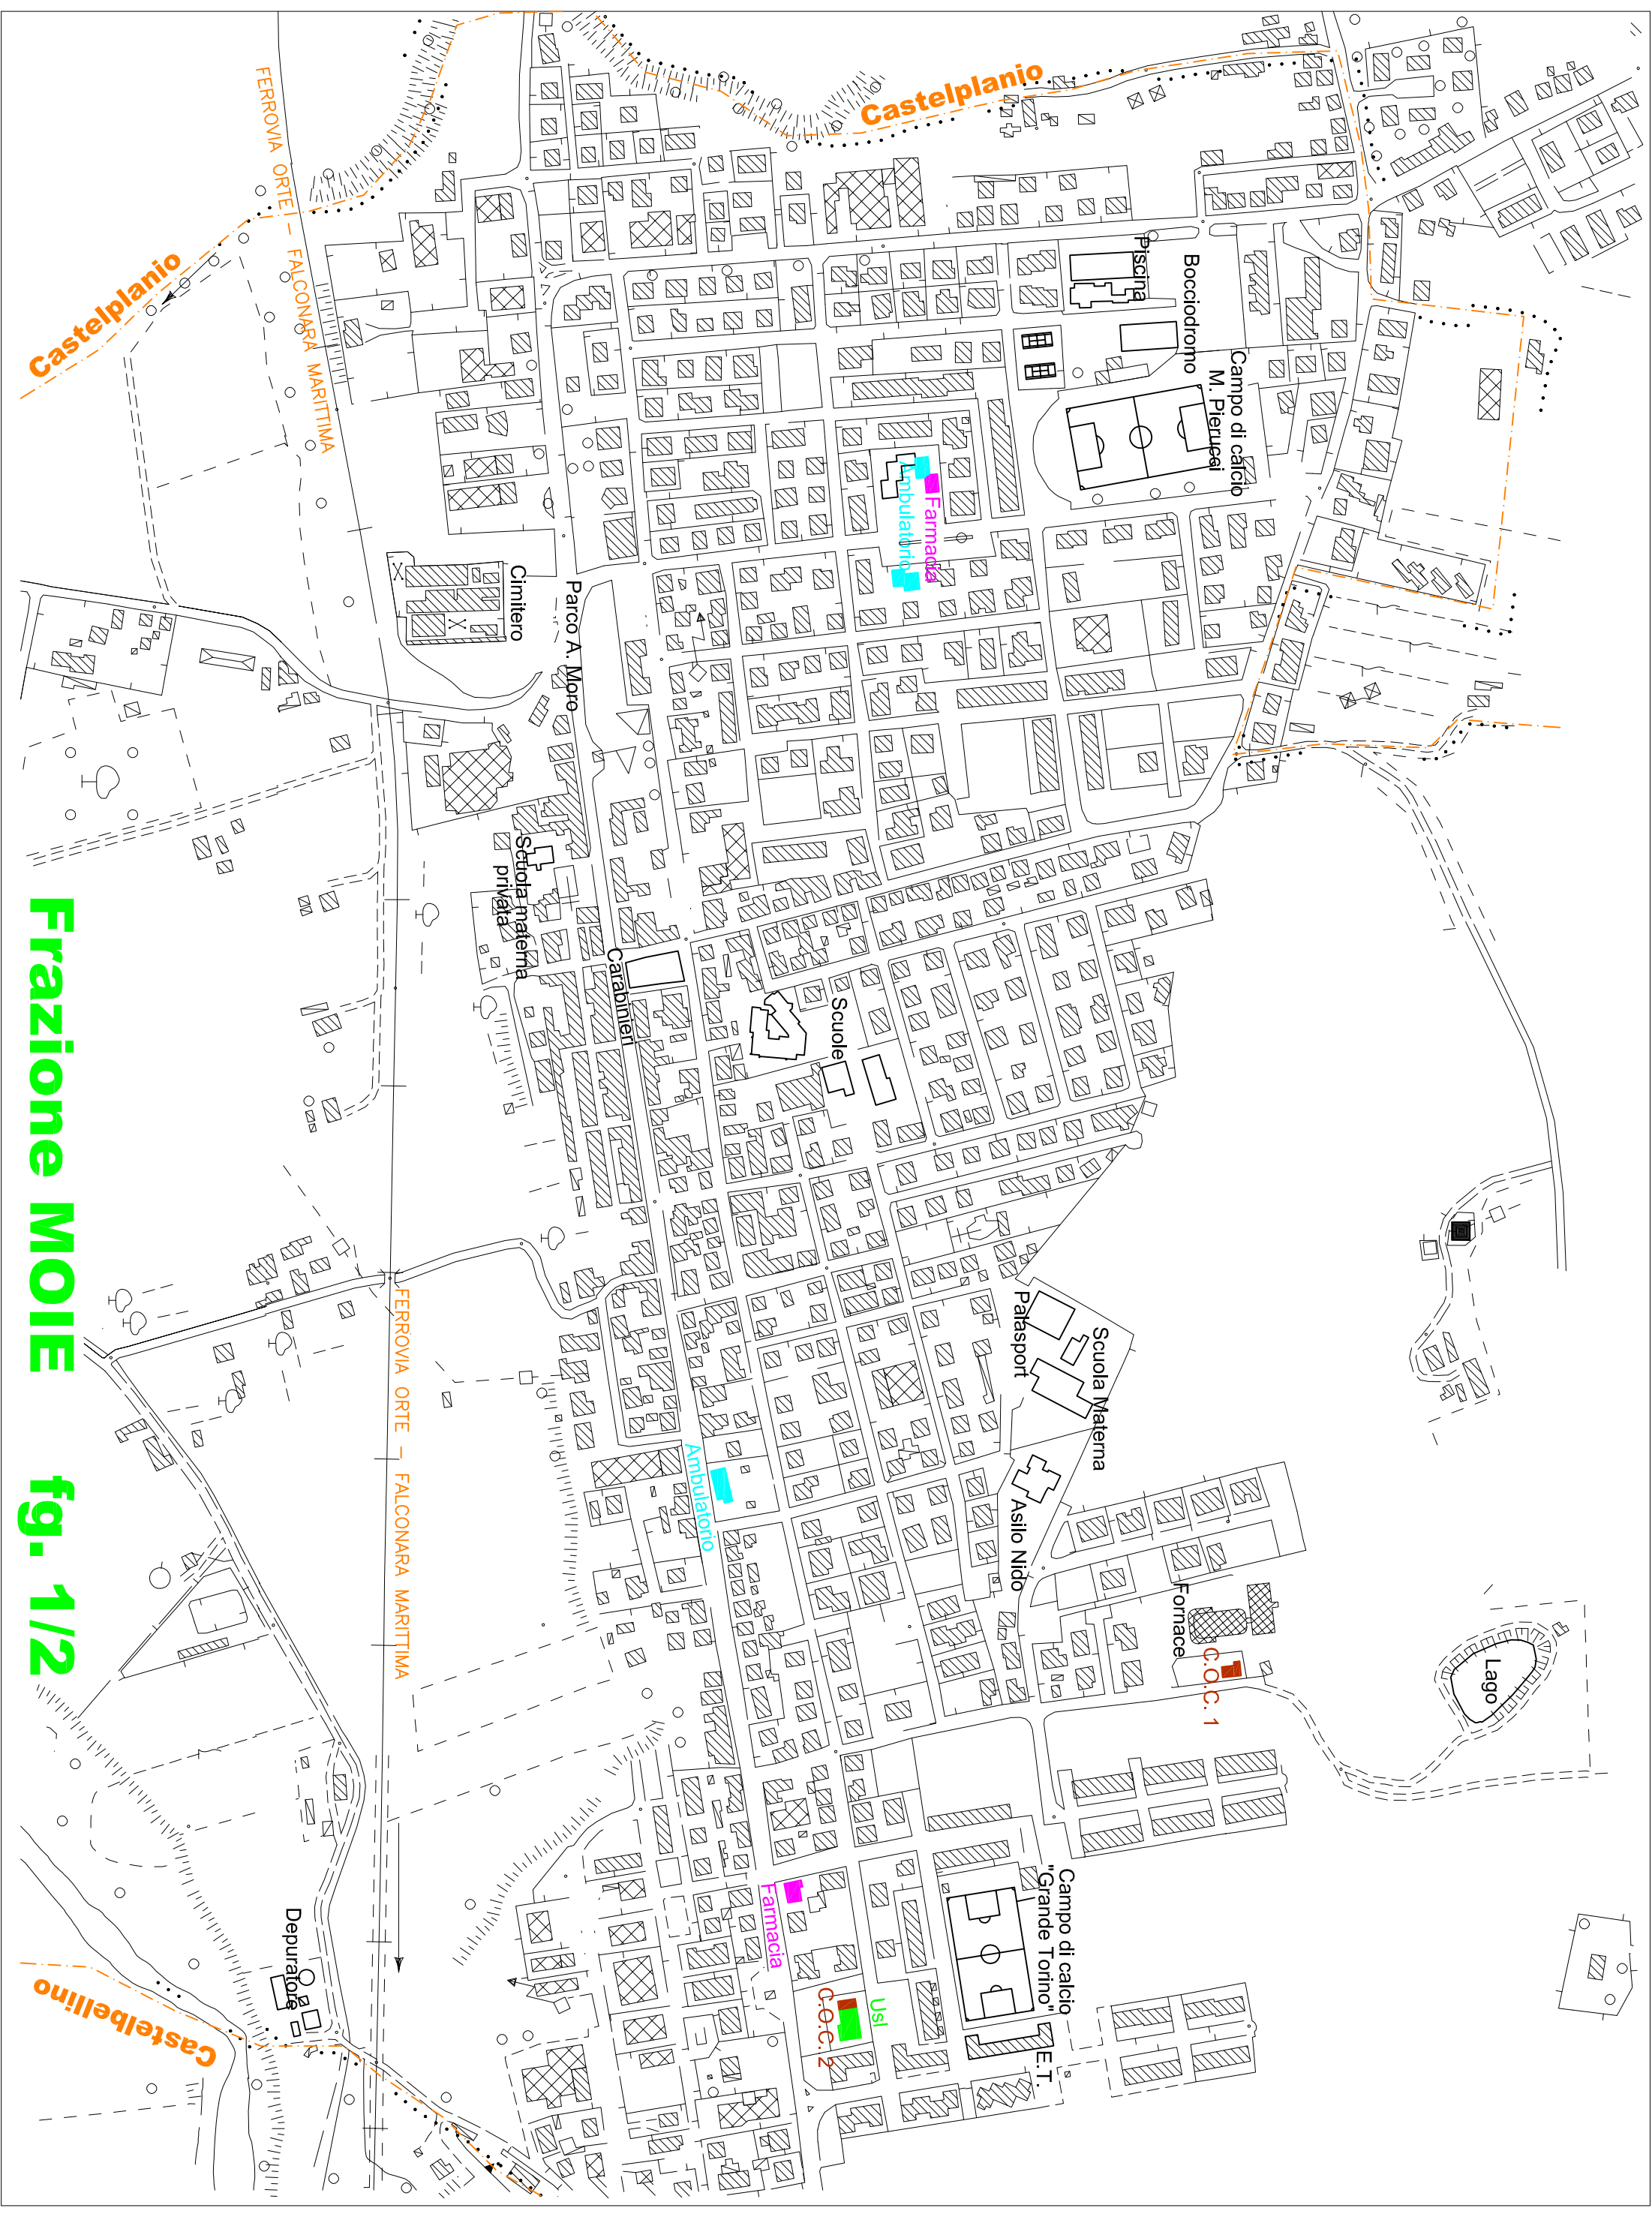 Castelplanio
FERROVIA ORTE - FALCONARA MARITTIMA
Castelplanio
Piscina
Bocciodromo
Campo di calcio
M. Pierucci
Farmacia
Ambulatorio
Cimitero
Parco A. Moro
Scuola materna
privata
Carabinieri
Scuole
Palasport
Scuola Materna
Asilo Nido
Ambulatorio
Fornace
C.O.C. 1
Lago
FERROVIA ORTE - FALCONARA MARITTIMA
Campo di calcio
"Grande Torino"
E.T.
Farmacia
Usl
C.O.C. 2
Depuratore
Castelbellino
Frazione MOIE fg. 1/2